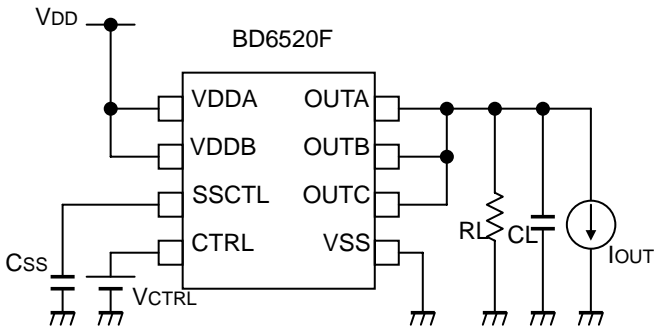 VDD
BD6520F
VDDA OUTA
VDDB OUTB
SSCTL OUTC
CTRL VSS
CSS
VCTRL
RL
CL
IOUT